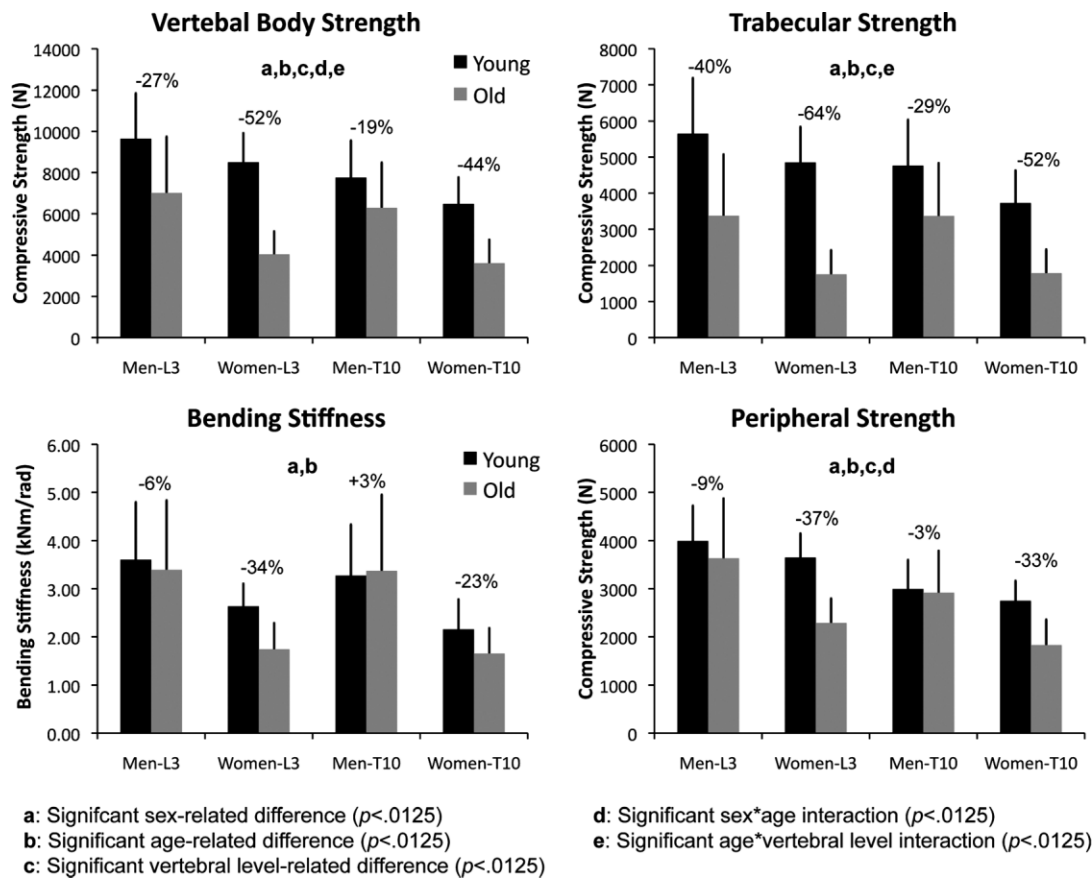 Vertebal Body Strength
Compressive Strength (N)
14000
12000
10000
8000
6000
4000
2000
0
a,b,c,d,e
Young
Old
-27%
-52%
-19%
-44%
Men-L3
Women-L3
Men-T10
Women-T10
Trabecular Strength
Compressive Strength (N)
8000
7000
6000
5000
4000
3000
2000
1000
0
a,b,c,e
-40%
-64%
-29%
-52%
Men-L3
Women-L3
Men-T10
Women-T10
Bending Stiffness
Bending Stiffness (kNm/rad)
6.00
5.00
4.00
3.00
2.00
1.00
0.00
a,b
Young
Old
-6%
-34%
+3%
-23%
Men-L3
Women-L3
Men-T10
Women-T10
Peripheral Strength
Compressive Strength (N)
6000
5000
4000
3000
2000
1000
0
a,b,c,d
-9%
-37%
-3%
-33%
Men-L3
Women-L3
Men-T10
Women-T10
a: Signifcant sex-related difference (p<.0125)
b: Significant age-related difference (p<.0125)
c: Significant vertebral level-related difference (p<.0125)
d: Significant sex*age interaction (p<.0125)
e: Significant age*vertebral level interaction (p<.0125)